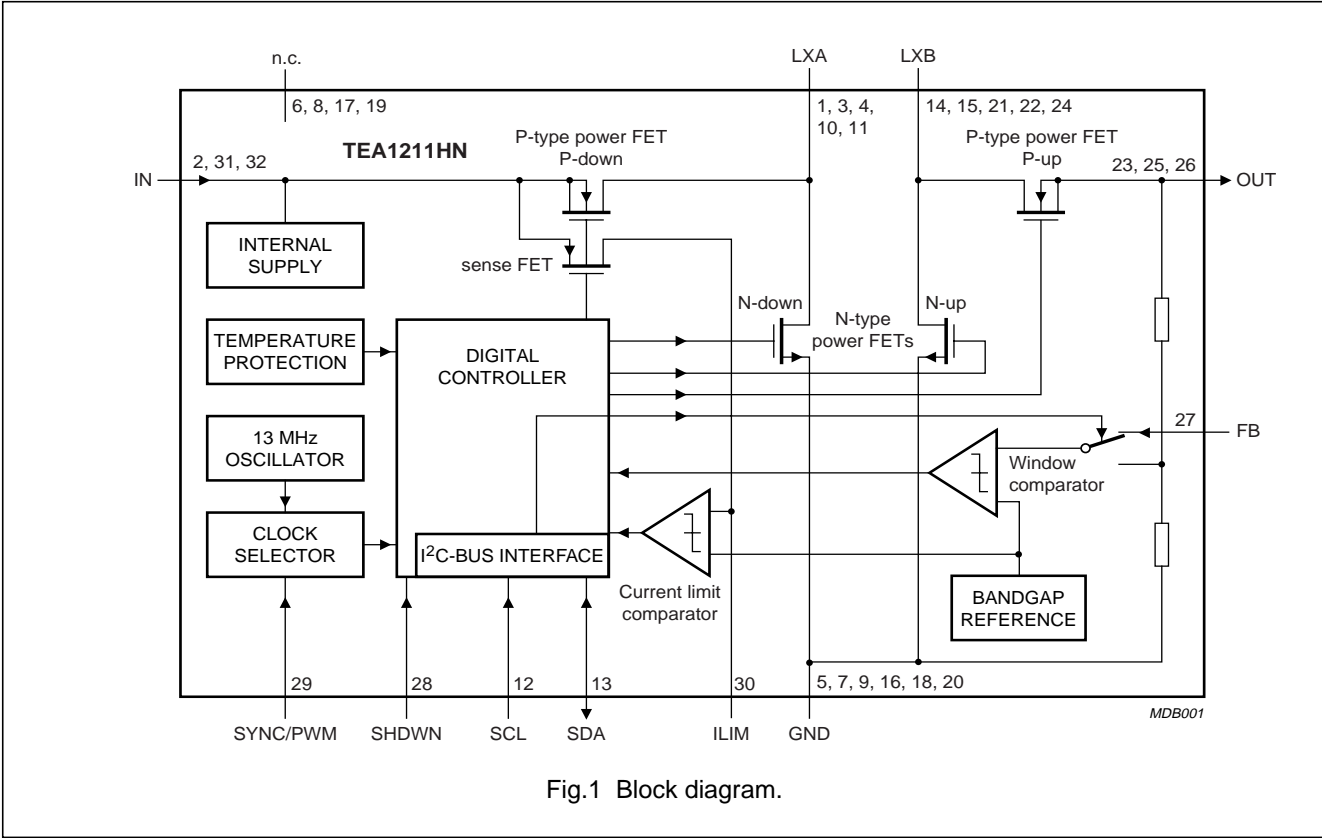 n.c.
LXA
LXB
6, 8, 17, 19
1, 3, 4,
10, 11
14, 15, 21, 22, 24
TEA1211HN
P-type power FET
P-down
P-type power FET
P-up
IN
2, 31, 32
23, 25, 26
OUT
INTERNAL
SUPPLY
sense FET
N-down
N-up
N-type
power FETs
TEMPERATURE
PROTECTION
DIGITAL
CONTROLLER
13 MHz
OSCILLATOR
27
FB
Window
comparator
CLOCK
SELECTOR
I²C-BUS INTERFACE
Current limit
comparator
BANDGAP
REFERENCE
29
28
12
13
30
5, 7, 9, 16, 18, 20
MDB001
SYNC/PWM
SHDWN
SCL
SDA
ILIM
GND
Fig.1 Block diagram.